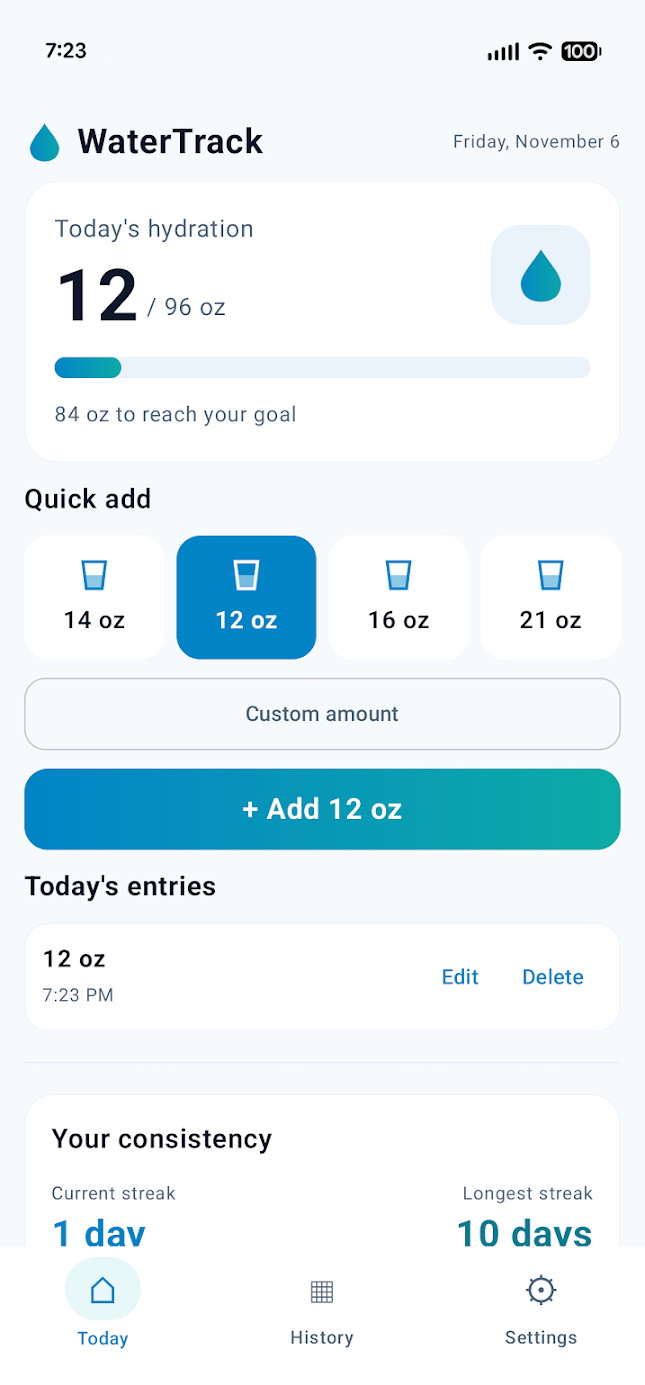 7:23
100
WaterTrack
Friday, November 6
Today's hydration
12 / 96 oz
84 oz to reach your goal
Quick add
14 oz
12 oz
16 oz
21 oz
Custom amount
+ Add 12 oz
Today's entries
12 oz
7:23 PM
Edit
Delete
Your consistency
Current streak
Longest streak
1 day
10 days
Today
History
Settings